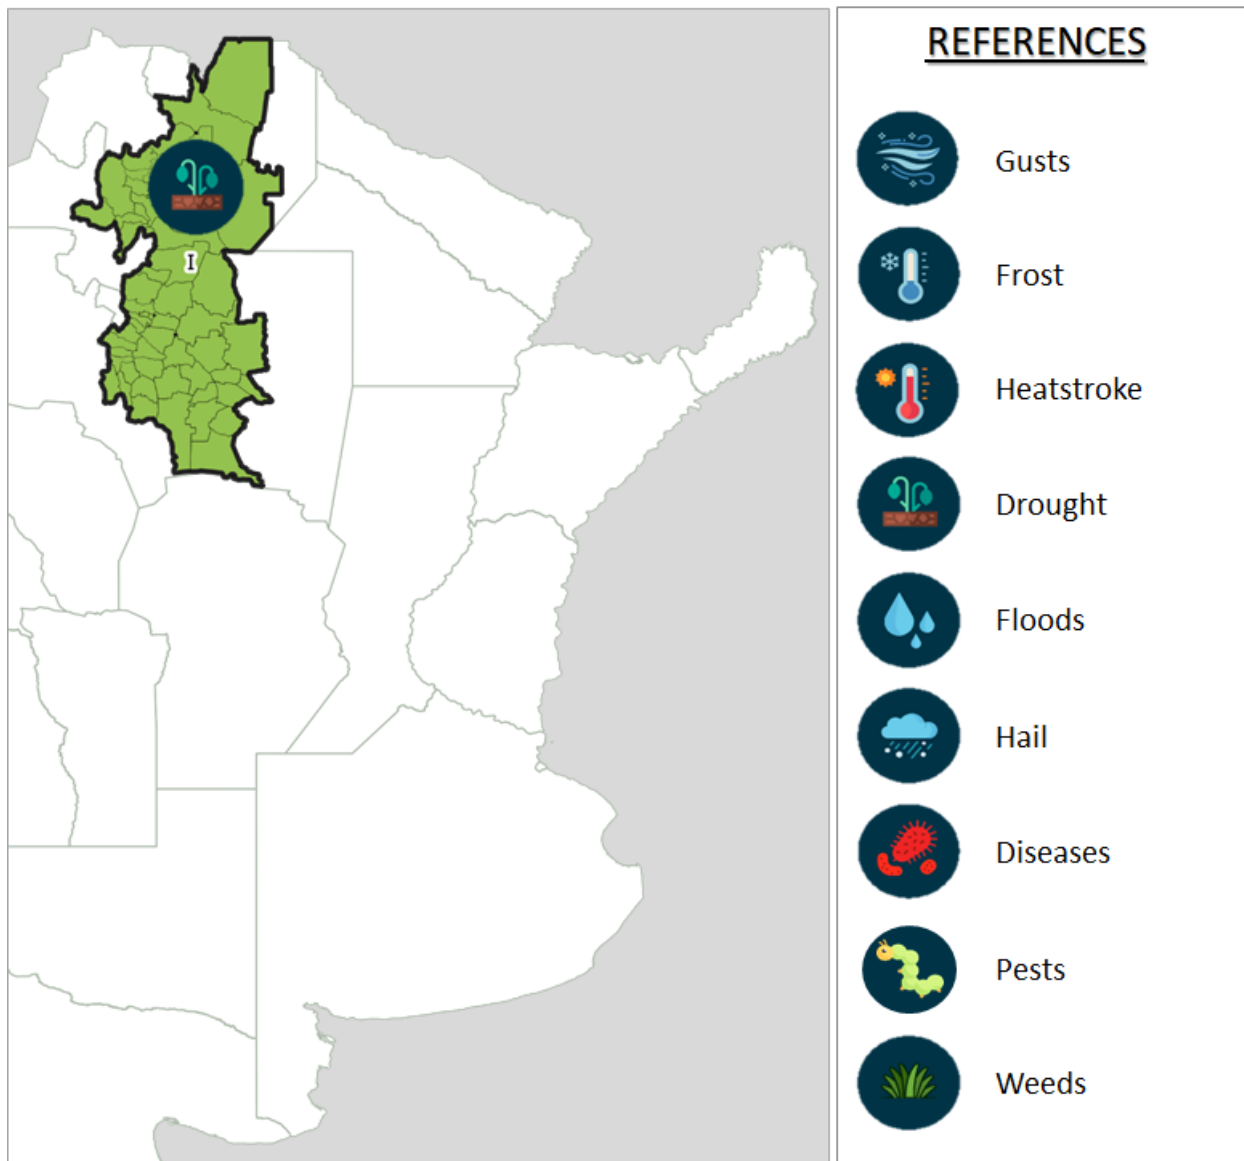 I
REFERENCES
Gusts
Frost
Heatstroke
Drought
Floods
Hail
Diseases
Pests
Weeds